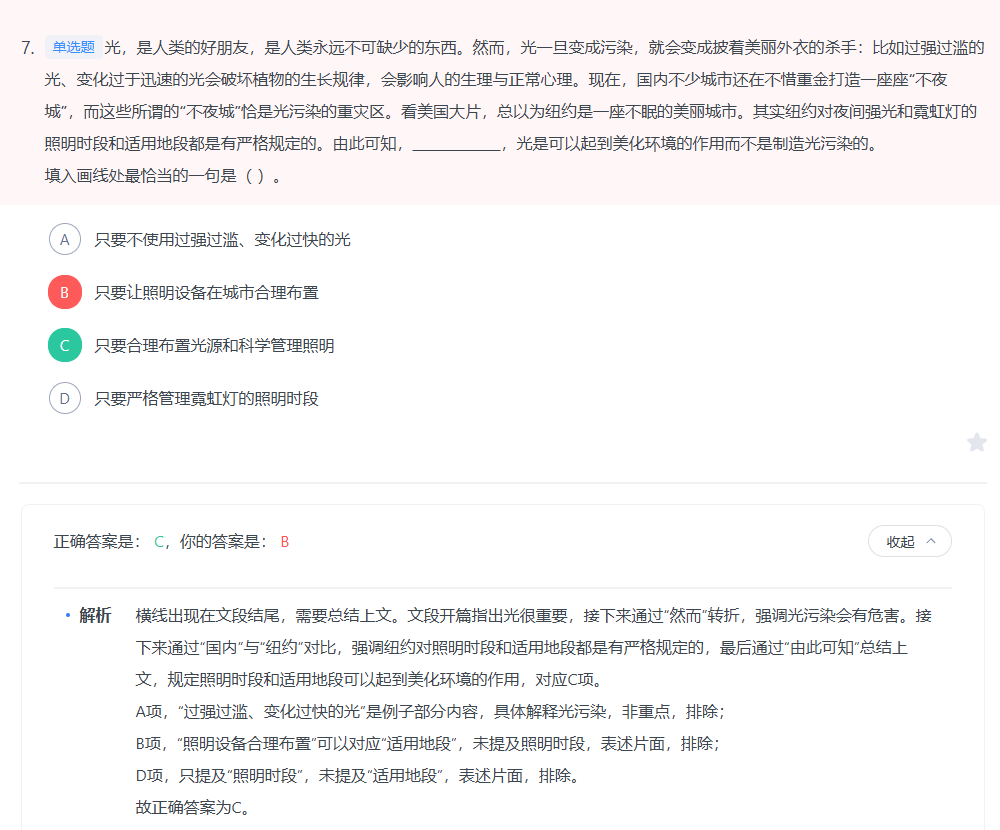 7. 单选题 光，是人类的好朋友，是人类永远不可缺少的东西。然而，光一旦变成污染，就会变成披着美丽外衣的杀手：比如过强过滥的
光、变化过于迅速的光会破坏植物的生长规律，会影响人的生理与正常心理。现在，国内不少城市还在不惜重金打造一座座“不夜
城”，而这些所谓的“不夜城”恰是光污染的重灾区。看美国大片，总以为纽约是一座不眠的美丽城市。其实纽约对夜间强光和霓虹灯的
照明时段和适用地段都是有严格规定的。由此可知，___________，光是可以起到美化环境的作用而不是制造光污染的。
填入画线处最恰当的一句是（ ）。
A 只要不使用过强过滥、变化过快的光
B 只要让照明设备在城市合理布置
C 只要合理布置光源和科学管理照明
D 只要严格管理霓虹灯的照明时段
正确答案是： C，你的答案是： B
收起
解析 横线出现在文段结尾，需要总结上文。文段开篇指出光很重要，接下来通过“然而”转折，强调光污染会有危害。接
下来通过“国内”与“纽约”对比，强调纽约对照明时段和适用地段都是有严格规定的，最后通过“由此可知”总结上
文，规定照明时段和适用地段可以起到美化环境的作用，对应C项。
A项，“过强过滥、变化过快的光”是例子部分内容，具体解释光污染，非重点，排除；
B项，“照明设备合理布置”可以对应“适用地段”，未提及照明时段，表述片面，排除；
D项，只提及“照明时段”，未提及“适用地段”，表述片面，排除。
故正确答案为C。